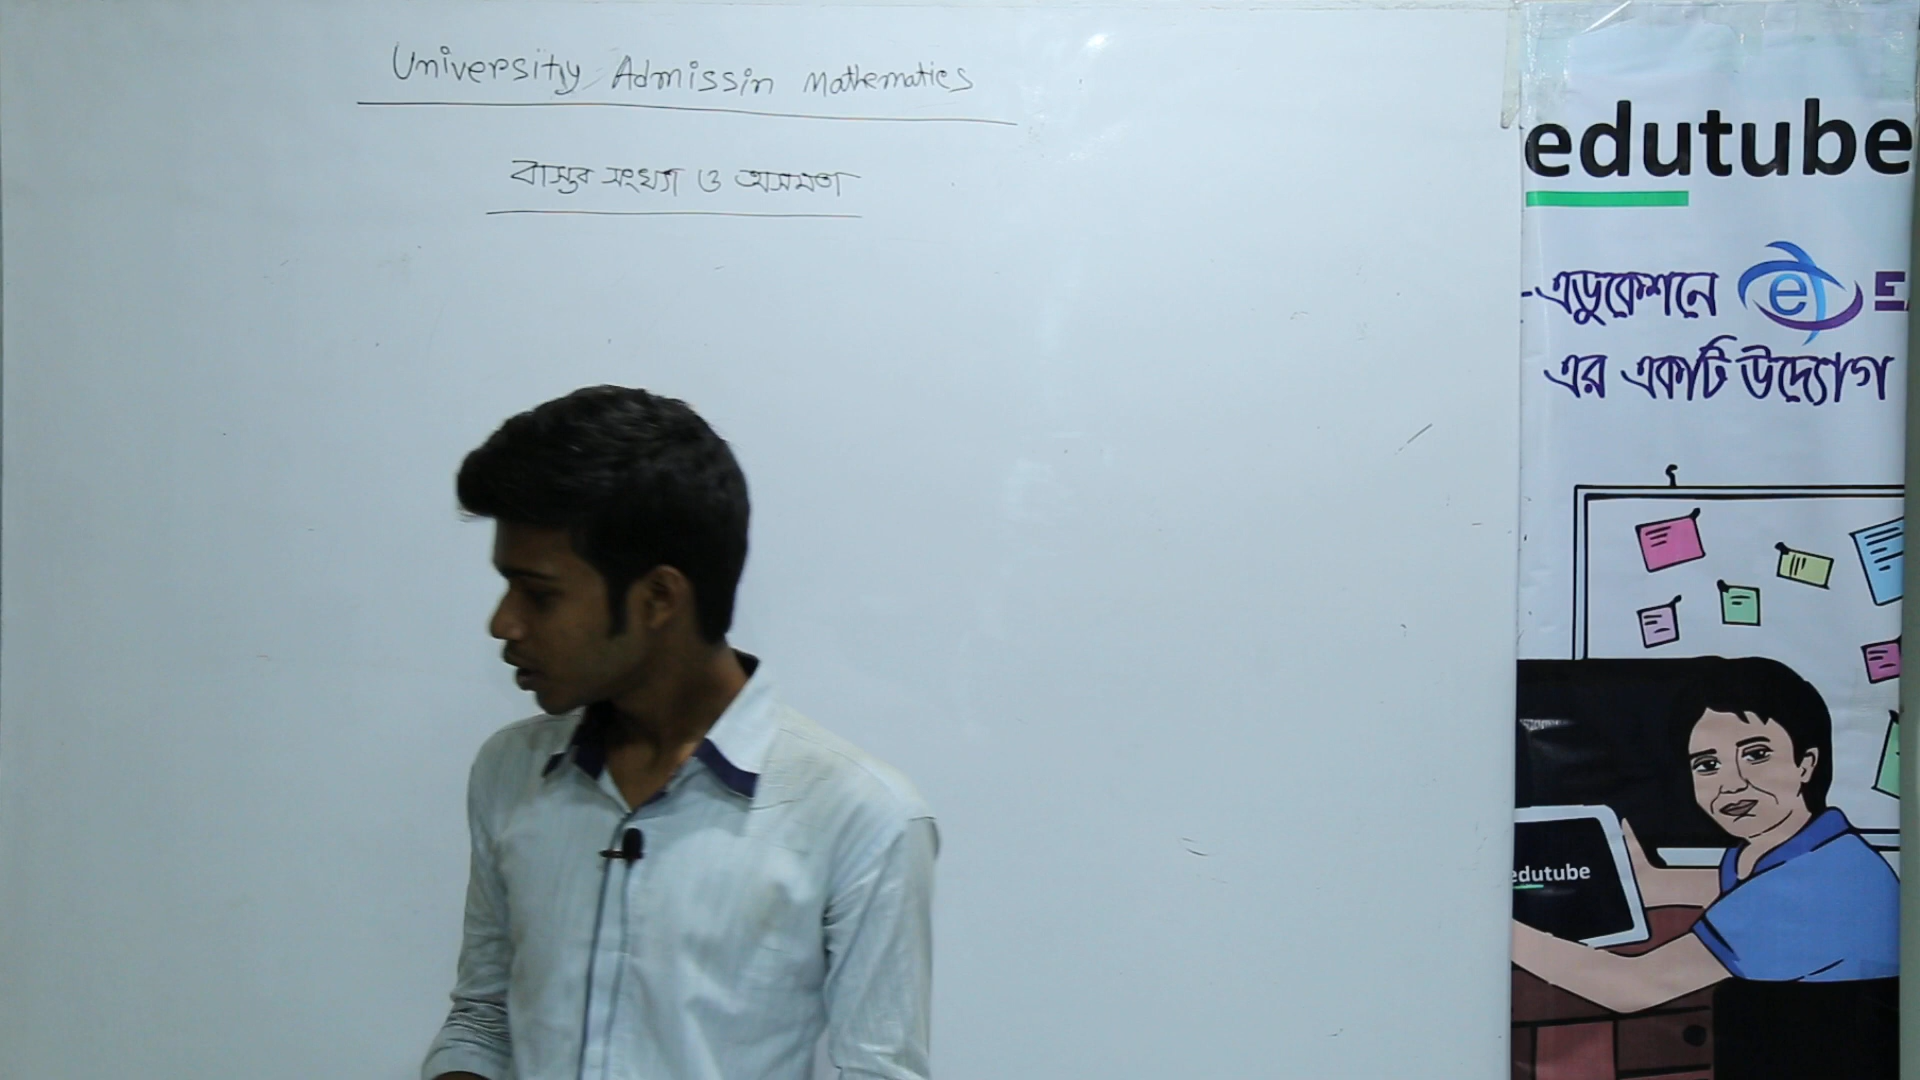 University Admissin Mathematics
বাস্তব সংখ্যা ও অসমতা
edutube
-এডুকেশনে e
এর একটি উদ্যোগ
edutube